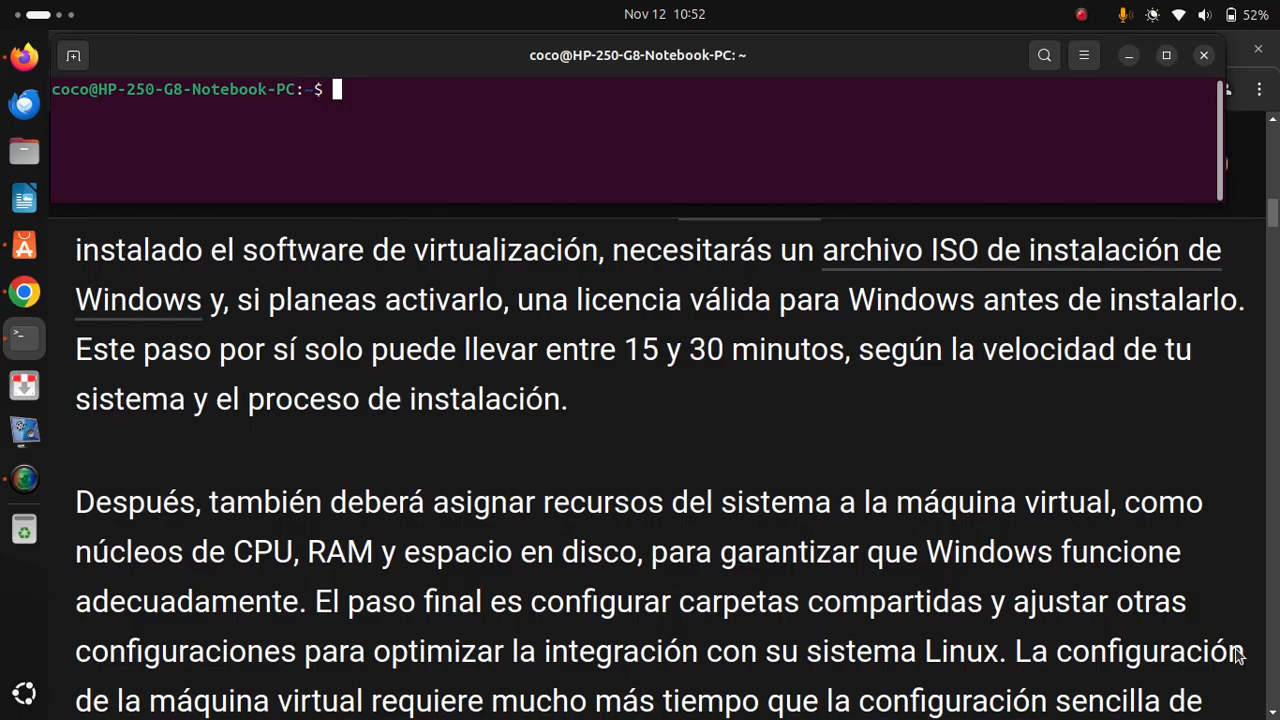 Nov 12 10:52
52%
coco@HP-250-G8-Notebook-PC: ~
coco@HP-250-G8-Notebook-PC:~$
instalado el software de virtualización, necesitarás un archivo ISO de instalación de
Windows y, si planeas activarlo, una licencia válida para Windows antes de instalarlo.
Este paso por sí solo puede llevar entre 15 y 30 minutos, según la velocidad de tu
sistema y el proceso de instalación.
Después, también deberá asignar recursos del sistema a la máquina virtual, como
núcleos de CPU, RAM y espacio en disco, para garantizar que Windows funcione
adecuadamente. El paso final es configurar carpetas compartidas y ajustar otras
configuraciones para optimizar la integración con su sistema Linux. La configuración
de la máquina virtual requiere mucho más tiempo que la configuración sencilla de